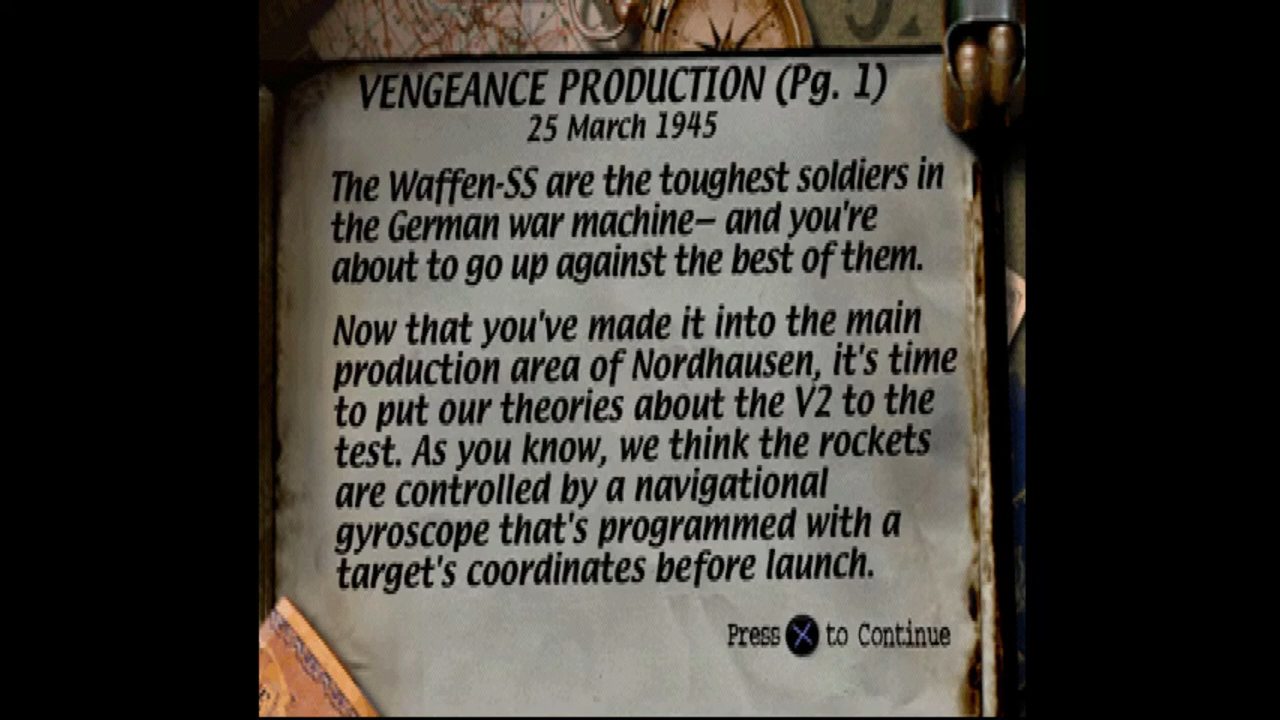 VENGEANCE PRODUCTION (Pg. 1)
25 March 1945
The Waffen-SS are the toughest soldiers in
the German war machine— and you're
about to go up against the best of them.
Now that you've made it into the main
production area of Nordhausen, it's time
to put our theories about the V2 to the
test. As you know, we think the rockets
are controlled by a navigational
gyroscope that's programmed with a
target's coordinates before launch.
Press X to Continue